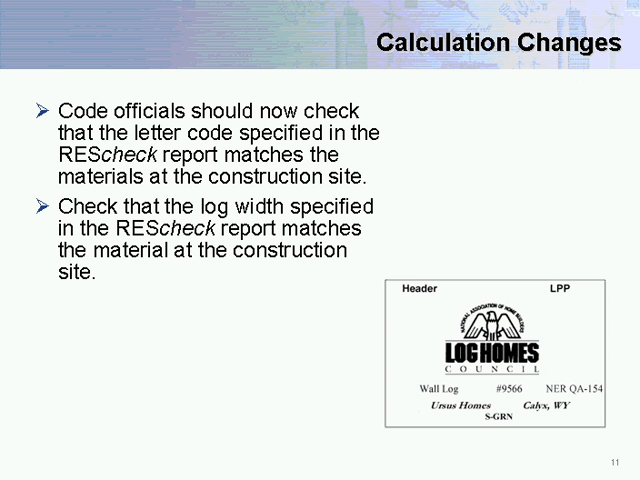 Calculation Changes
Code officials should now check
that the letter code specified in the
REScheck report matches the
materials at the construction site.
Check that the log width specified
in the REScheck report matches
the material at the construction
site.
Header LPP
NATIONAL ASSOCIATION OF HOME BUILDERS
LOG HOMES
COUNCIL
Wall Log #9566 NER QA-154
Ursus Homes Calyx, WY
S-GRN
11